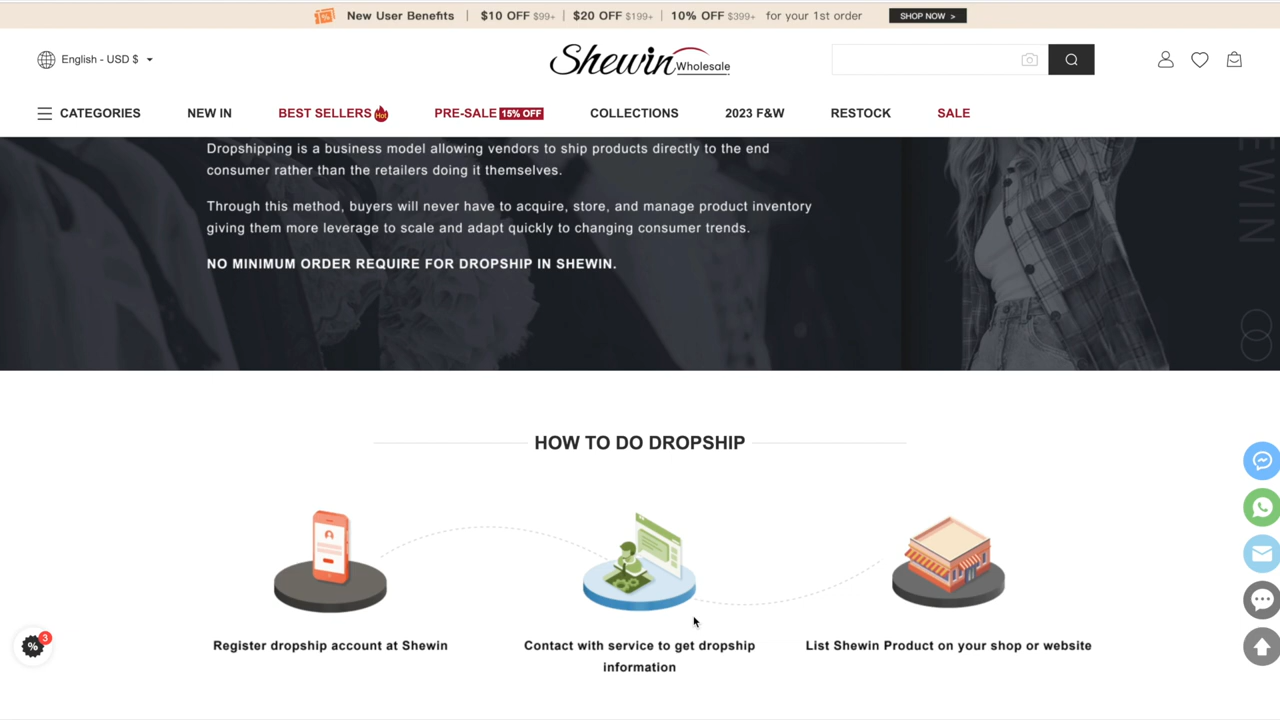 New User Benefits | $10 OFF $99+ | $20 OFF $199+ | 10% OFF $399+ for your 1st order SHOP NOW >
English - USD $
Shewin Wholesale
CATEGORIES NEW IN BEST SELLERS Hot PRE-SALE 15% OFF COLLECTIONS 2023 F&W RESTOCK SALE
Dropshipping is a business model allowing vendors to ship products directly to the end
consumer rather than the retailers doing it themselves.
Through this method, buyers will never have to acquire, store, and manage product inventory
giving them more leverage to scale and adapt quickly to changing consumer trends.
NO MINIMUM ORDER REQUIRE FOR DROPSHIP IN SHEWIN.
EWIN
HOW TO DO DROPSHIP
Register dropship account at Shewin
Contact with service to get dropship
information
List Shewin Product on your shop or website
%
3